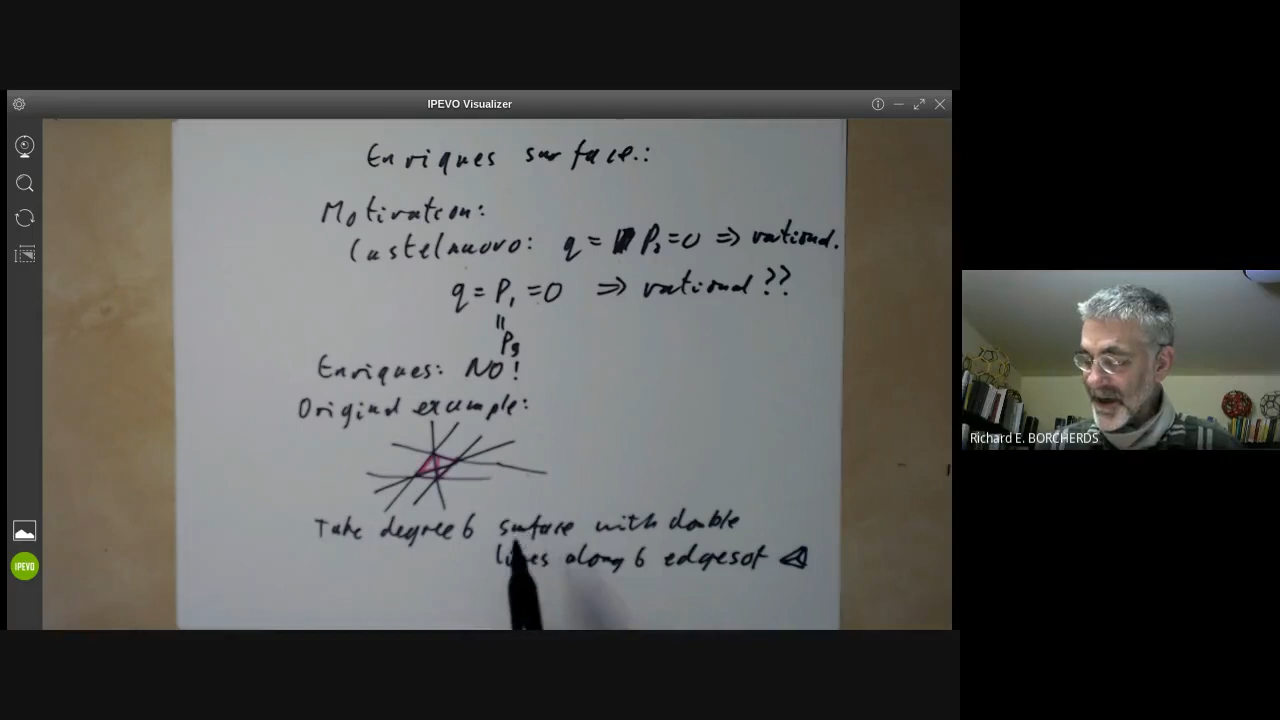 IPEVO Visualizer
Enriques surface.:
Motivation:
Castelnuovo: q = P₂=0 ⇒ rational.
q = P₁ =0 ⇒ rational ??
=
Pg
Enriques: NO!
Original example:
Take degree 6 surface with double
lines along 6 edges of
Richard E. BORCHERDS
IPEVO